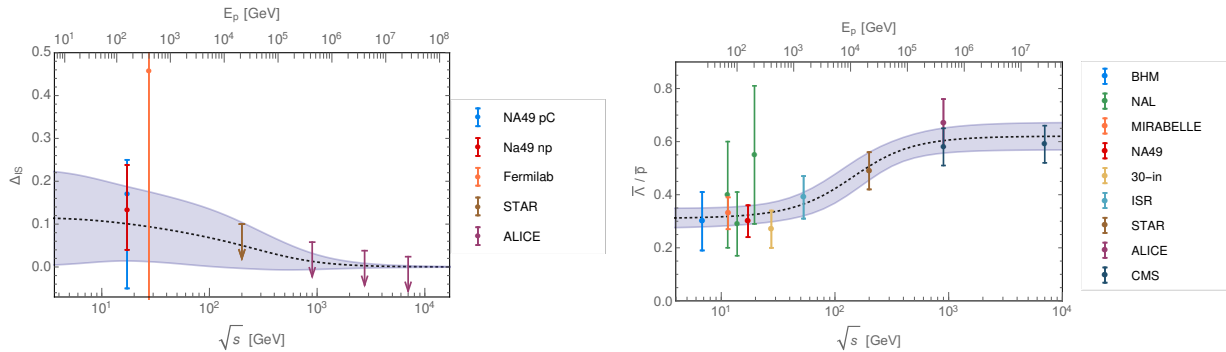 E_p [GeV]
10^1 10^2 10^3 10^4 10^5 10^6 10^7 10^8
0.5
0.4
0.3
0.2
0.1
0.0
Δ_IS
10^1 10^2 10^3 10^4
√s [GeV]
NA49 pC
Na49 np
Fermilab
STAR
ALICE
E_p [GeV]
10^2 10^3 10^4 10^5 10^6 10^7
0.8
0.6
0.4
0.2
0.0
Λ̅ / p̅
10^1 10^2 10^3 10^4
√s [GeV]
BHM
NAL
MIRABELLE
NA49
30-in
ISR
STAR
ALICE
CMS